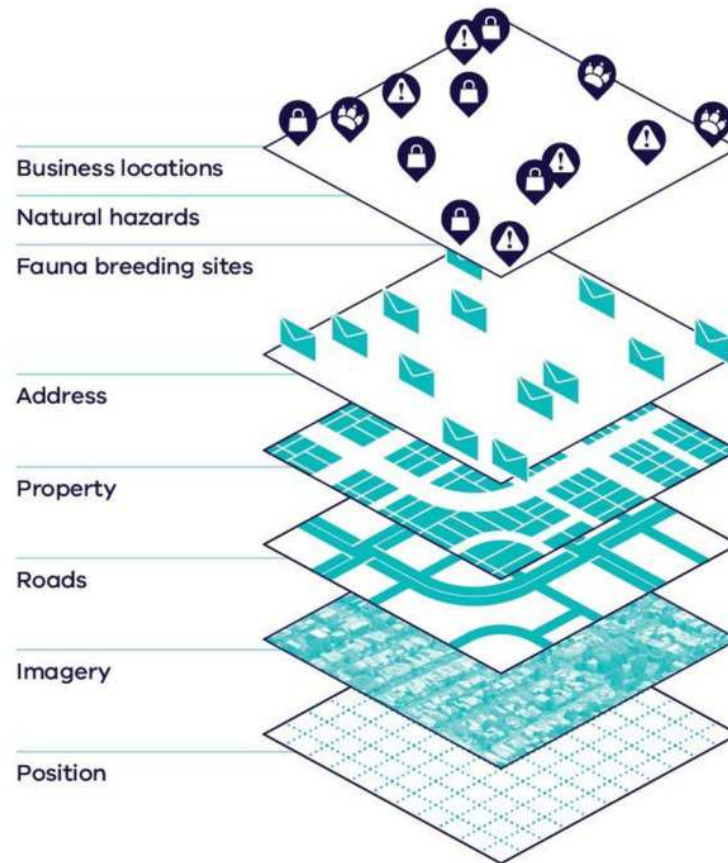 Business locations
Natural hazards
Fauna breeding sites
Address
Property
Roads
Imagery
Position